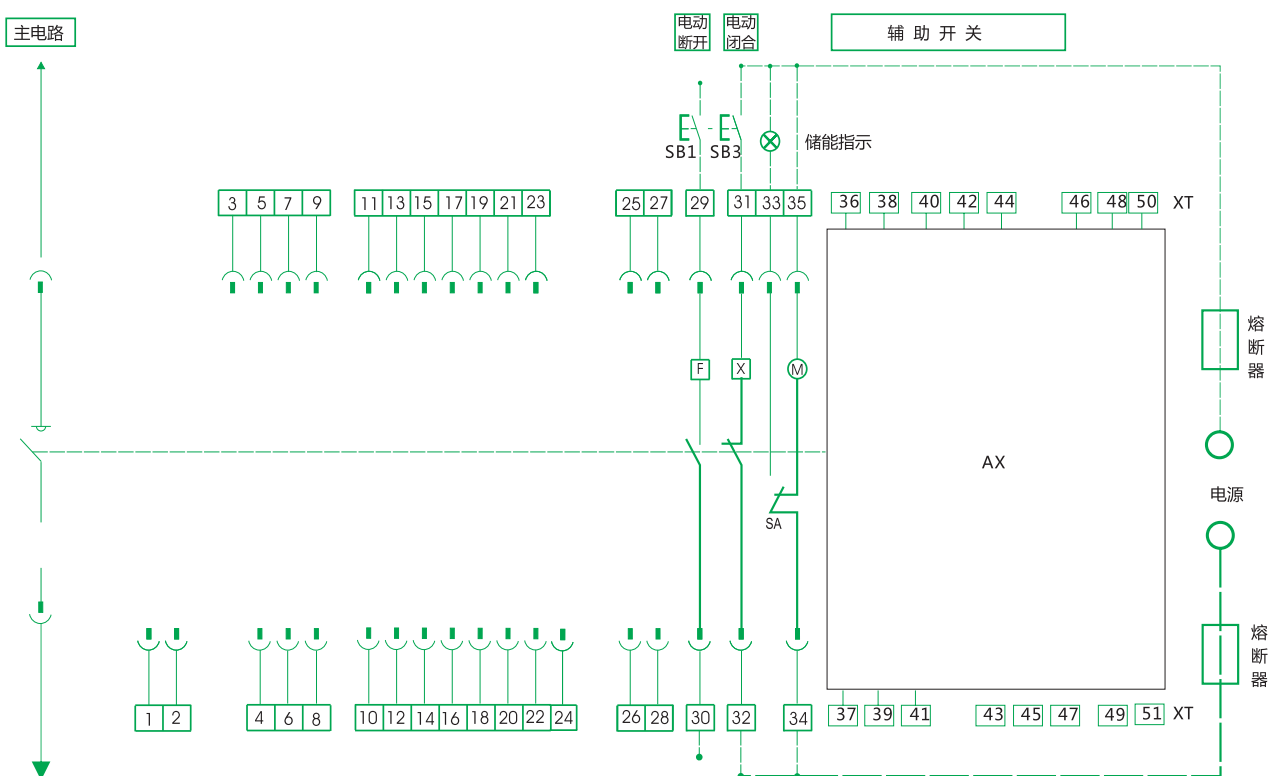 主电路
电动
断开
电动
闭合
辅助开关
SB1 SB3 储能指示
3 5 7 9 11 13 15 17 19 21 23 25 27 29 31 33 35 36 38 40 42 44 46 48 50 XT
熔
断
器
F X M
AX
电源
SA
熔
断
器
1 2 4 6 8 10 12 14 16 18 20 22 24 26 28 30 32 34 37 39 41 43 45 47 49 51 XT